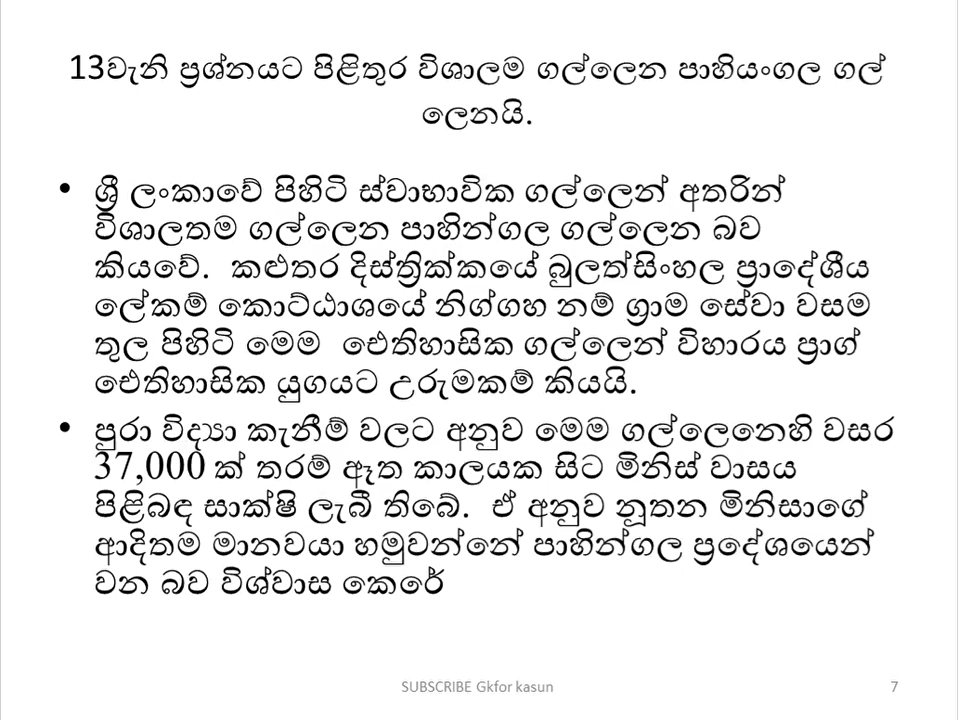 13වැනි ප්‍රශ්නයට පිළිතුර විශාලම ගල්ලෙන පාහියංගල ගල්
ලෙනයි.
• ශ්‍රී ලංකාවේ පිහිටි ස්වාභාවික ගල්ලෙන් අතරින්
විශාලතම ගල්ලෙන පාහින්ගල ගල්ලෙන බව
කියවේ. කළුතර දිස්ත්‍රික්කයේ බුලත්සිංහල ප්‍රාදේශීය
ලේකම් කොට්ඨාශයේ නිග්ගහ නම් ග්‍රාම සේවා වසම
තුල පිහිටි මෙම ඓතිහාසික ගල්ලෙන් විහාරය ප්‍රාග්
ඓතිහාසික යුගයට උරුමකම් කියයි.
• පුරා විද්‍යා කැනීම් වලට අනුව මෙම ගල්ලෙනෙහි වසර
37,000 ක් තරම් ඈත කාලයක සිට මිනිස් වාසය
පිළිබඳ සාක්ෂි ලැබී තිබේ. ඒ අනුව නූතන මිනිසාගේ
ආදිතම මානවයා හමුවන්නේ පාහින්ගල ප්‍රදේශයෙන්
වන බව විශ්වාස කෙරේ
SUBSCRIBE Gkfor kasun
7